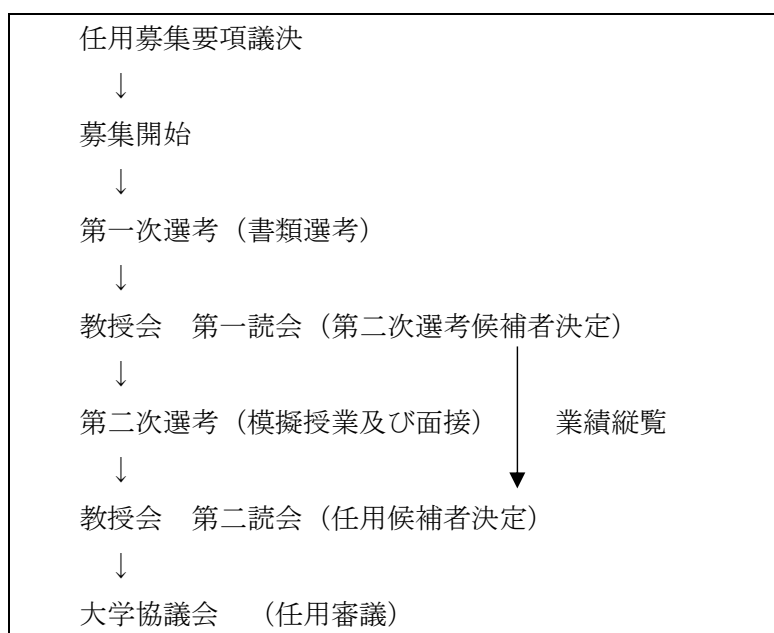 任用募集要項議決
↓
募集開始
↓
第一次選考（書類選考）
↓
教授会　第一読会（第二次選考候補者決定）
↓
第二次選考（模擬授業及び面接）　業績縦覧
↓
教授会　第二読会（任用候補者決定）
↓
大学協議会　（任用審議）